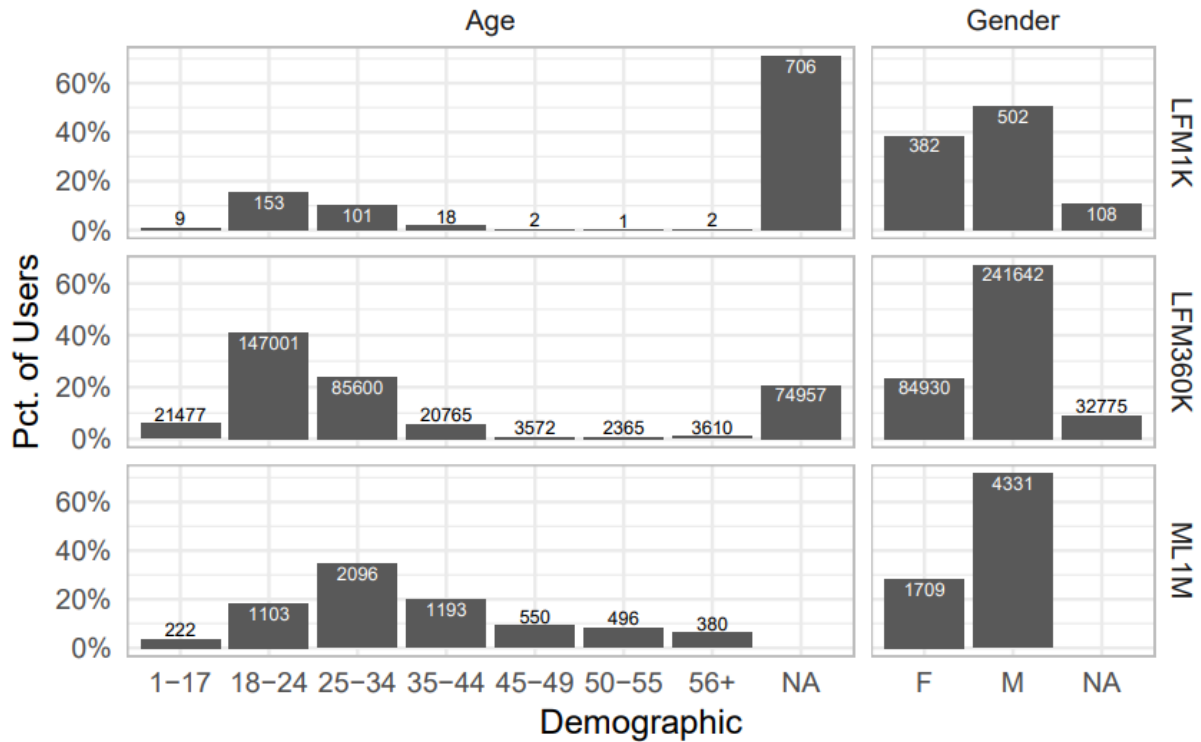 Age Gender
60%
40%
20%
0%
9 153 101 18 2 1 2 706
382 502 108
LFM1K
60%
40%
20%
0%
21477 147001 85600 20765 3572 2365 3610 74957
84930 241642 32775
LFM360K
60%
40%
20%
0%
222 1103 2096 1193 550 496 380
1709 4331
ML1M
Pct. of Users
1−17 18−24 25−34 35−44 45−49 50−55 56+ NA F M NA
Demographic